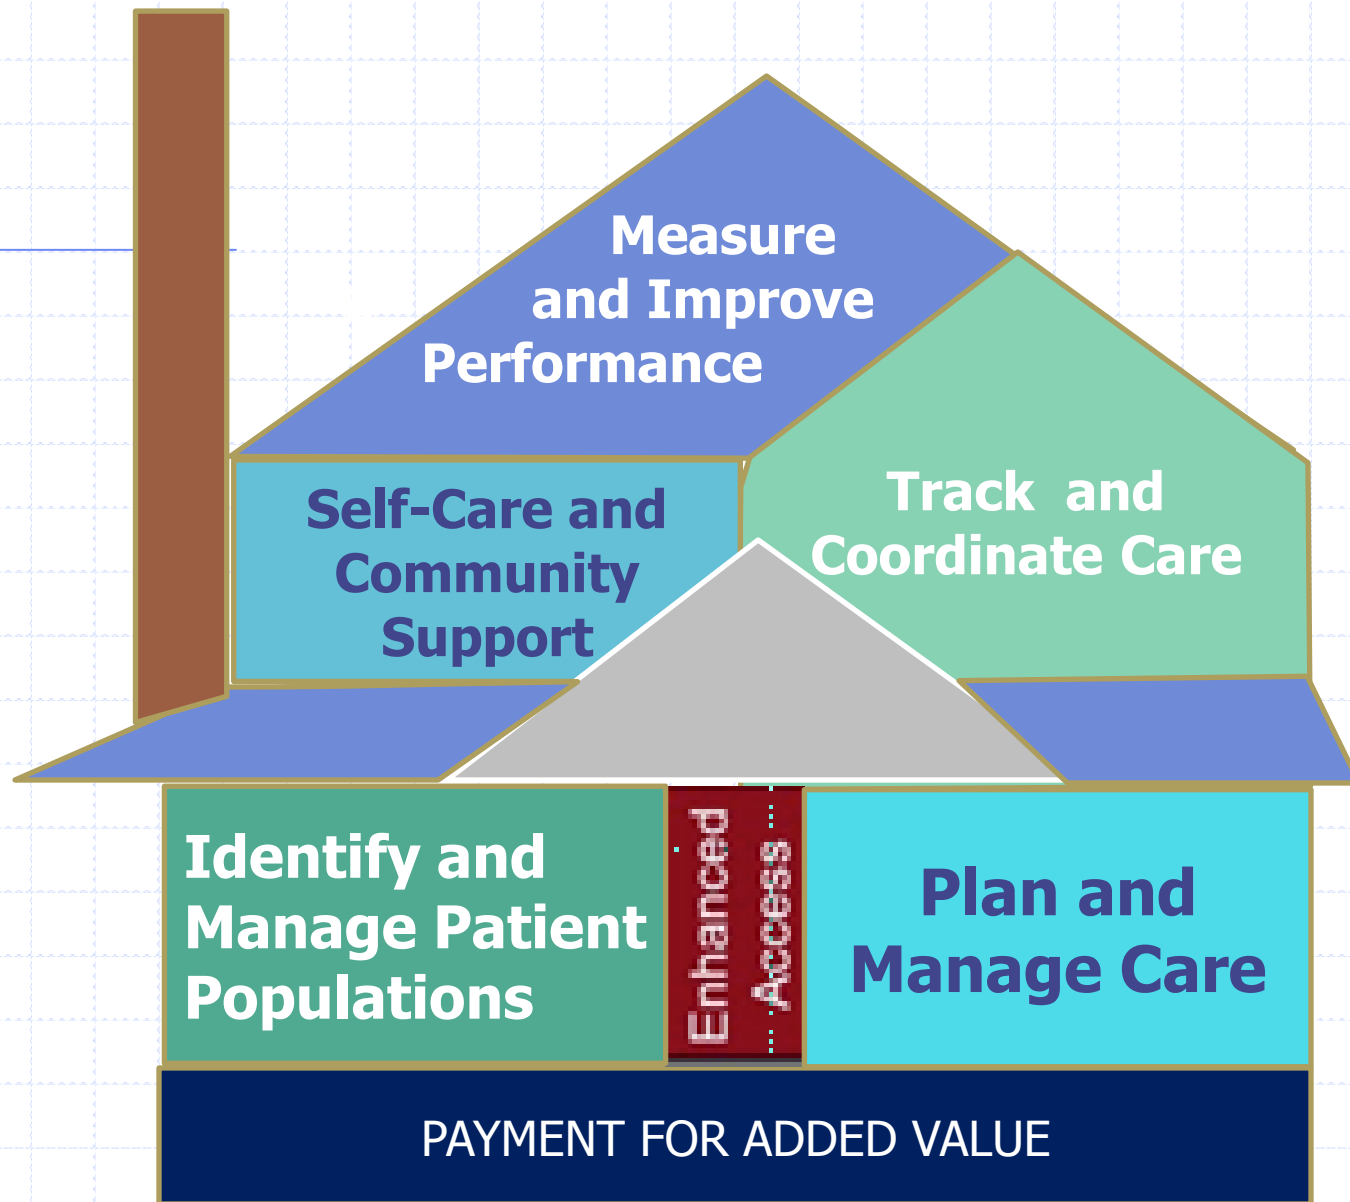 Measure
and Improve
Performance
Self-Care and
Community
Support
Track and
Coordinate Care
Identify and
Manage Patient
Populations
Enhanced
Access
Plan and
Manage Care
PAYMENT FOR ADDED VALUE